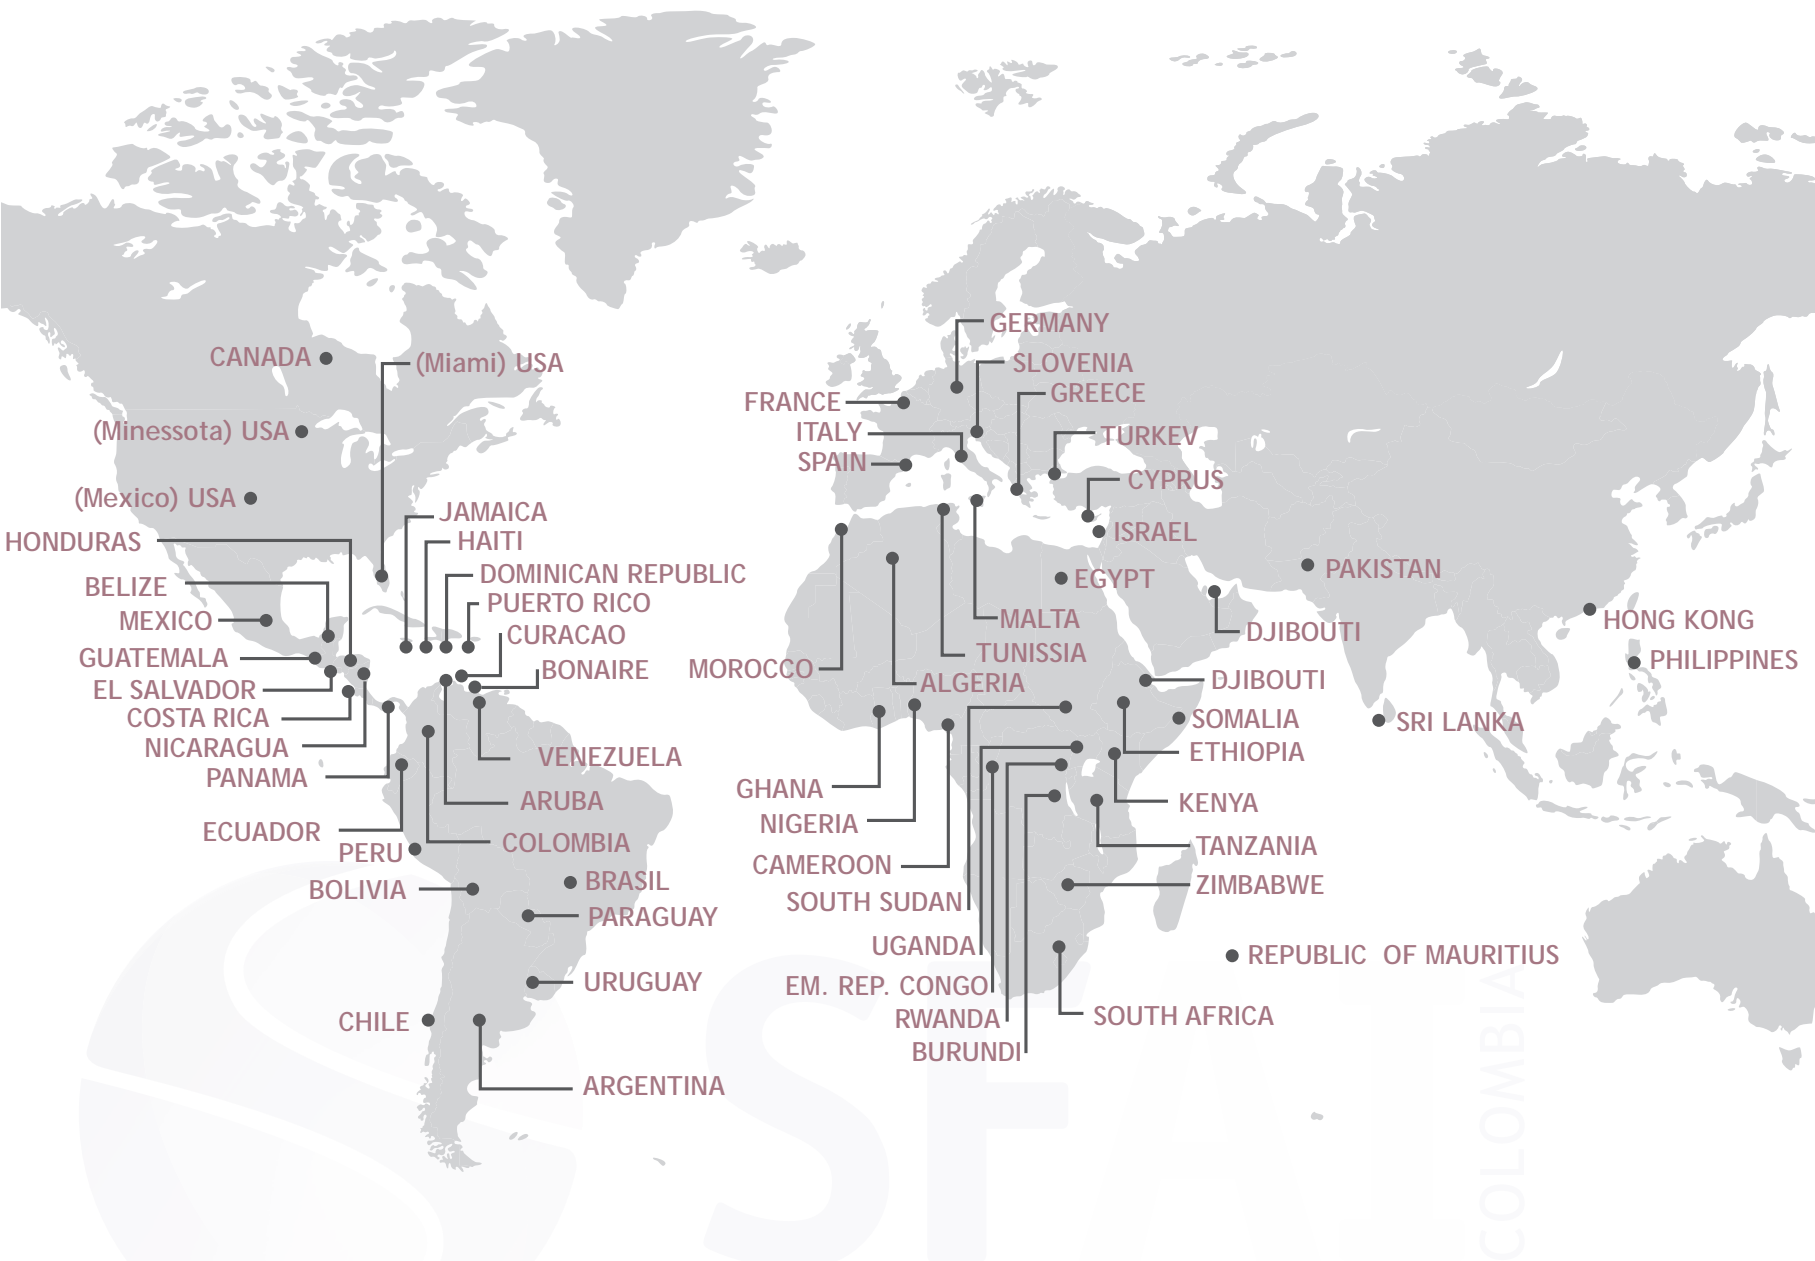 GERMANY
CANADA
(Miami) USA
SLOVENIA
GREECE
FRANCE
(Minessota) USA
ITALY
TURKEV
SPAIN
CYPRUS
(Mexico) USA
JAMAICA
ISRAEL
HONDURAS
HAITI
PAKISTAN
DOMINICAN REPUBLIC
EGYPT
BELIZE
PUERTO RICO
MEXICO
MALTA
HONG KONG
CURACAO
DJIBOUTI
TUNISSIA
GUATEMALA
PHILIPPINES
BONAIRE
MOROCCO
ALGERIA
DJIBOUTI
EL SALVADOR
COSTA RICA
SOMALIA
SRI LANKA
NICARAGUA
ETHIOPIA
VENEZUELA
PANAMA
GHANA
ARUBA
KENYA
NIGERIA
ECUADOR
COLOMBIA
TANZANIA
PERU
CAMEROON
BRASIL
ZIMBABWE
BOLIVIA
SOUTH SUDAN
PARAGUAY
UGANDA
REPUBLIC OF MAURITIUS
URUGUAY
EM. REP. CONGO
CHILE
RWANDA
SOUTH AFRICA
BURUNDI
ARGENTINA
SFAI
COLOMBIA